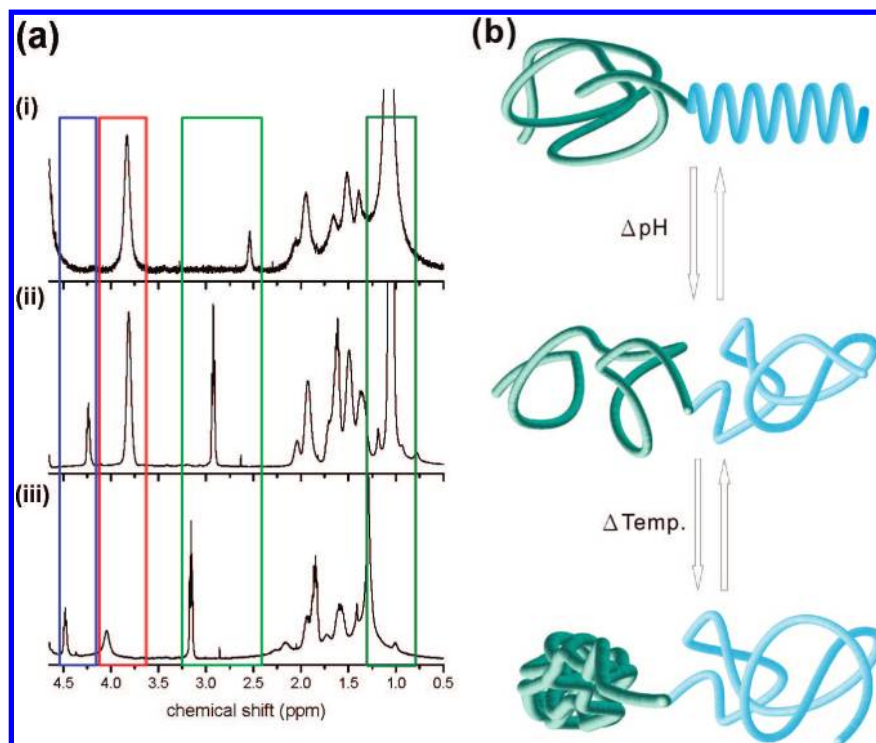 (a)
(b)
(i)
(ii)
(iii)
4.5 4.0 3.5 3.0 2.5 2.0 1.5 1.0 0.5
chemical shift (ppm)
ΔpH
ΔTemp.